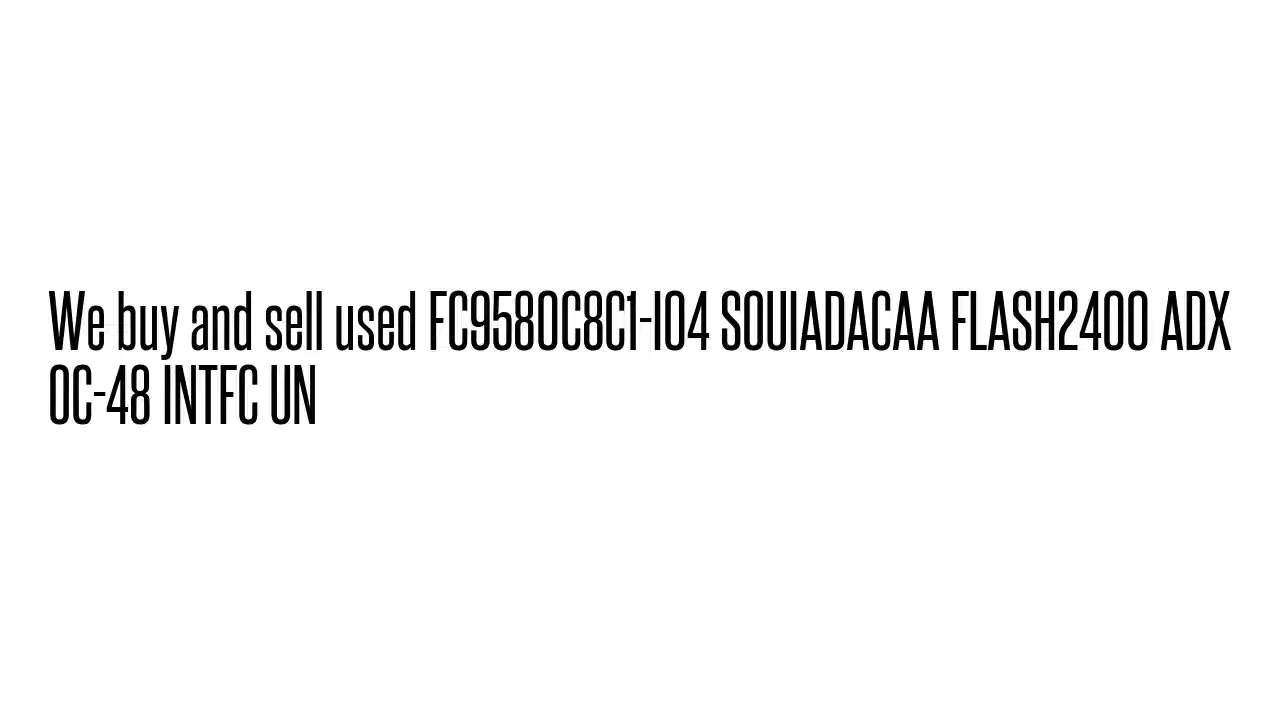 We buy and sell used FC9580C8C1-I04 SOUIADACAA FLASH2400 ADX
OC-48 INTFC UN